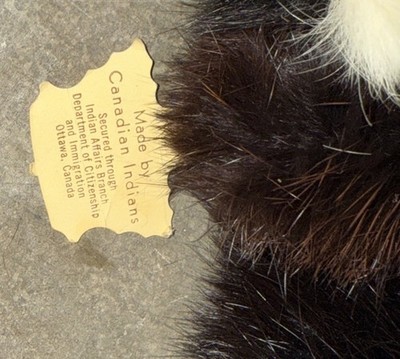 Made by
Canadian Indians
Secured through
Indian Affairs Branch
Department of Citizenship
and Immigration
Ottawa, Canada